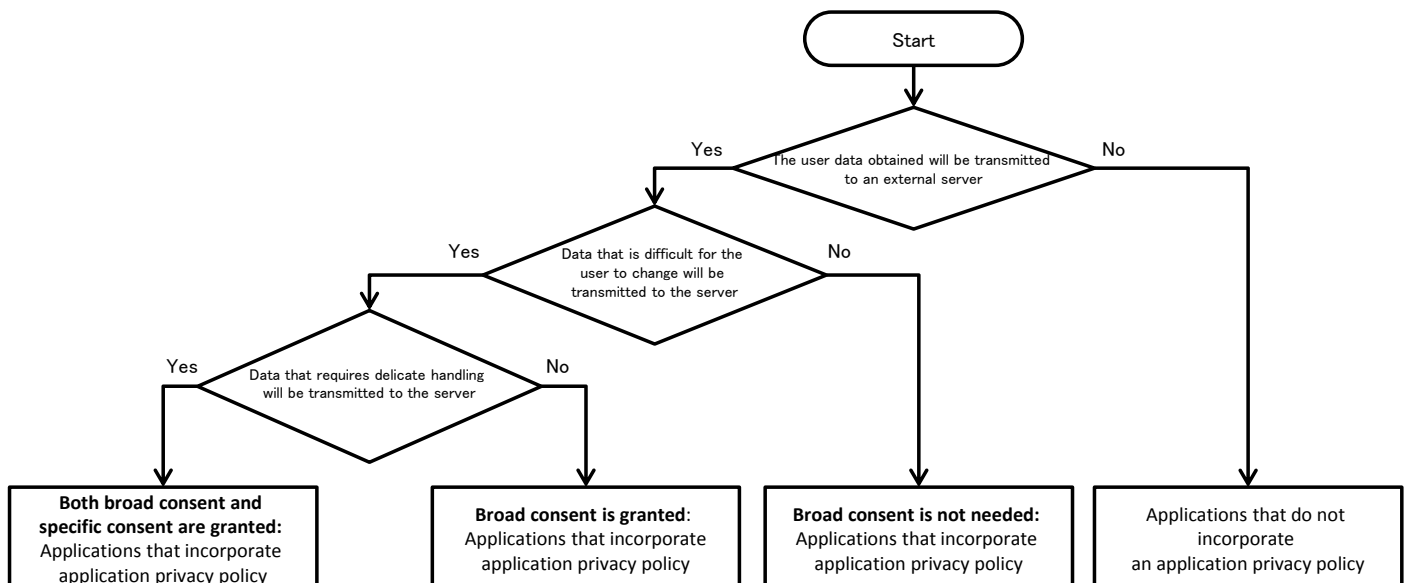 Start
Yes
No
The user data obtained will be transmitted
to an external server
Yes
No
Data that is difficult for the
user to change will be
transmitted to the server
Yes
No
Data that requires delicate handling
will be transmitted to the server
Both broad consent and
specific consent are granted:
Applications that incorporate
application privacy policy
Broad consent is granted:
Applications that incorporate
application privacy policy
Broad consent is not needed:
Applications that incorporate
application privacy policy
Applications that do not
incorporate
an application privacy policy